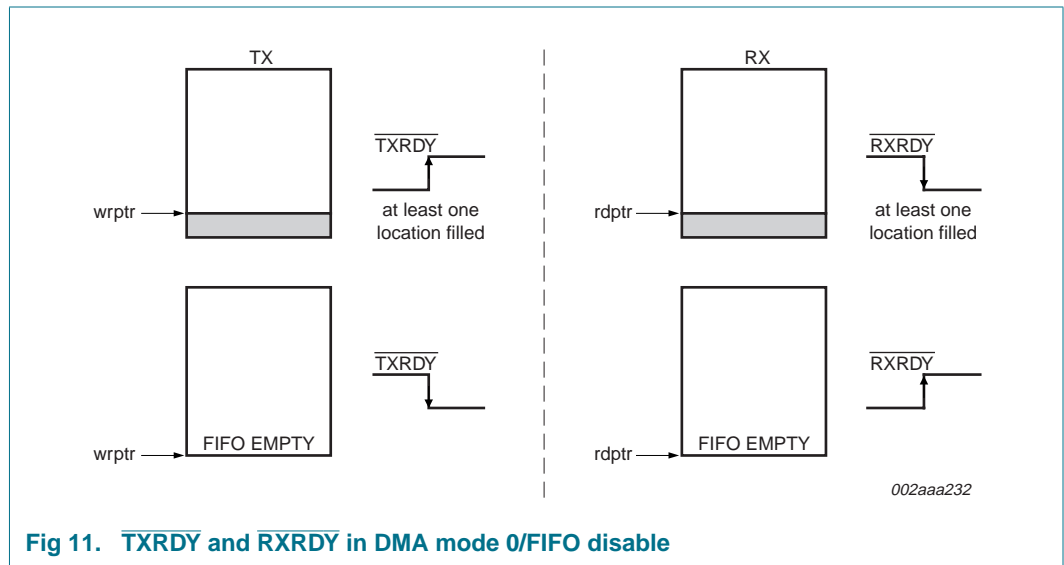 TX
TXRDY
wrptr
at least one
location filled
TXRDY
wrptr
FIFO EMPTY
RX
RXRDY
rdptr
at least one
location filled
RXRDY
rdptr
FIFO EMPTY
002aaa232
Fig 11. TXRDY and RXRDY in DMA mode 0/FIFO disable